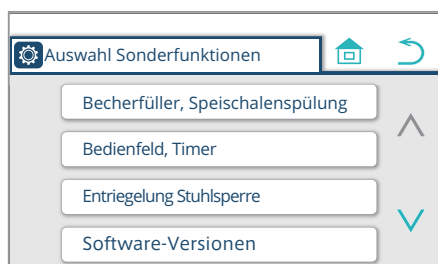 Auswahl Sonderfunktionen
Becherfüller, Speischalenspülung
Bedienfeld, Timer
Entriegelung Stuhlsperre
Software-Versionen